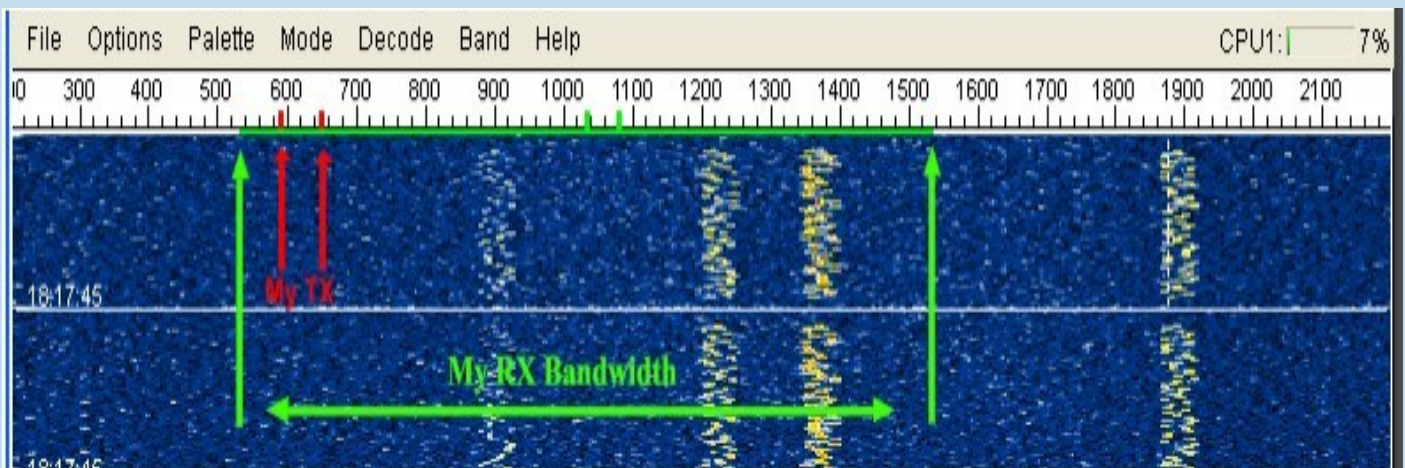 File Options Palette Mode Decode Band Help CPU1: 7%
300 400 500 600 700 800 900 1000 1100 1200 1300 1400 1500 1600 1700 1800 1900 2000 2100
18:17:45
My TX
My RX Bandwidth